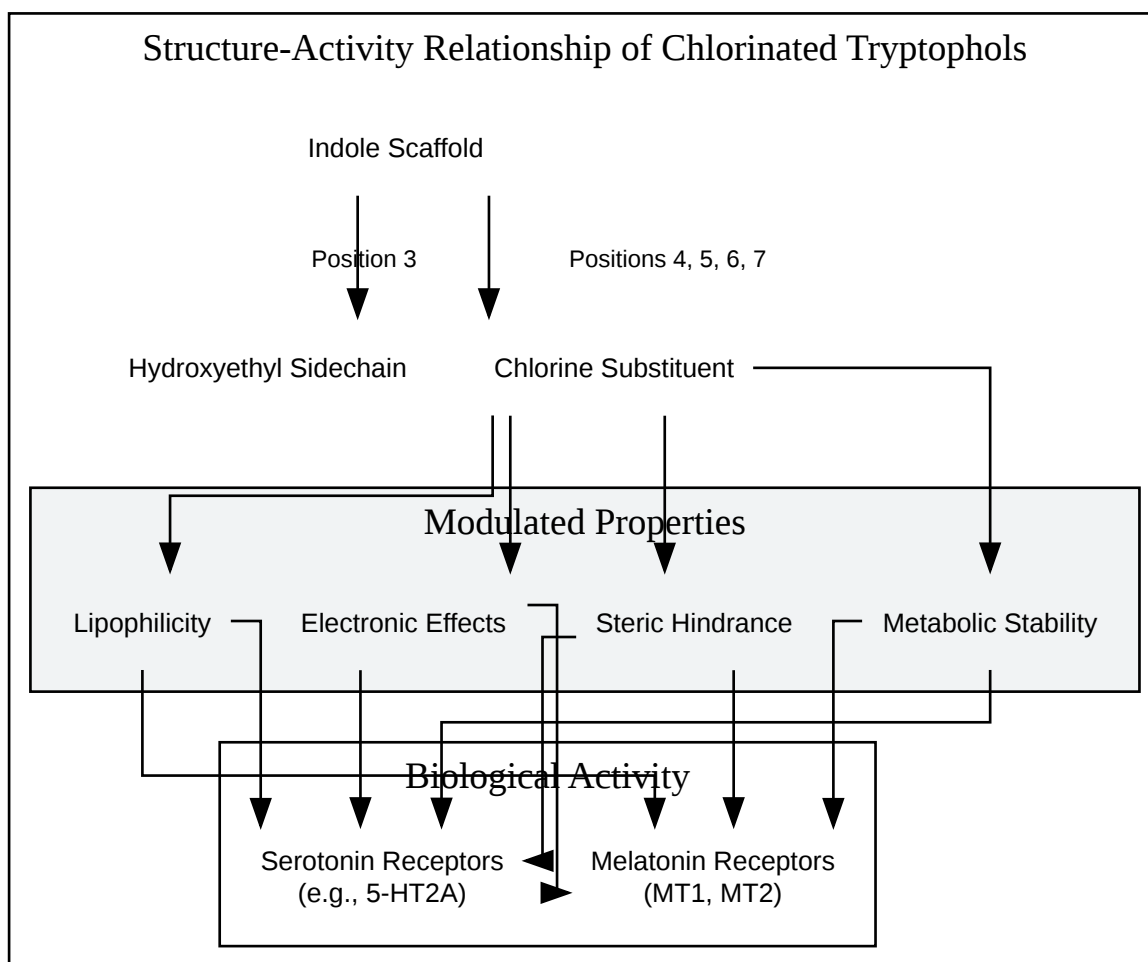 Structure-Activity Relationship of Chlorinated Tryptophols
Indole Scaffold
Position 3
Positions 4, 5, 6, 7
Hydroxyethyl Sidechain
Chlorine Substituent
Modulated Properties
Lipophilicity
Electronic Effects
Steric Hindrance
Metabolic Stability
Biological Activity
Serotonin Receptors
(e.g., 5-HT2A)
Melatonin Receptors
(MT1, MT2)